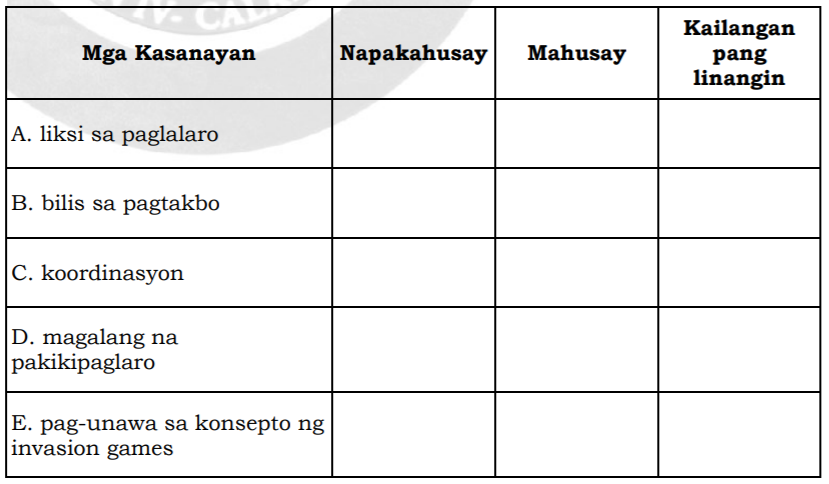 Mga Kasanayan
Napakahusay
Mahusay
Kailangan
pang
linangin
A. liksi sa paglalaro
B. bilis sa pagtakbo
C. koordinasyon
D. magalang na
pakikipaglaro
E. pag-unawa sa konsepto ng
invasion games